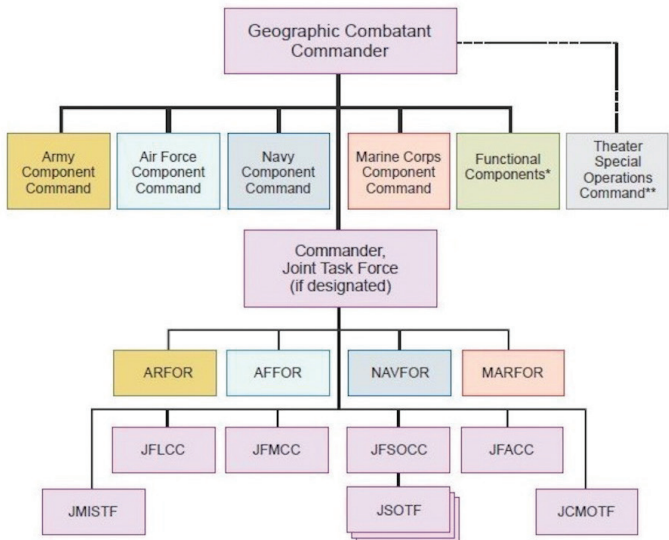 Geographic Combatant
Commander
Army
Component
Command
Air Force
Component
Command
Navy
Component
Command
Marine Corps
Component
Command
Functional
Components*
Theater
Special
Operations
Command**
Commander,
Joint Task Force
(if designated)
ARFOR
AFFOR
NAVFOR
MARFOR
JFLCC
JFMCC
JFSOCC
JFACC
JMISTF
JSOTF
JCMOTF